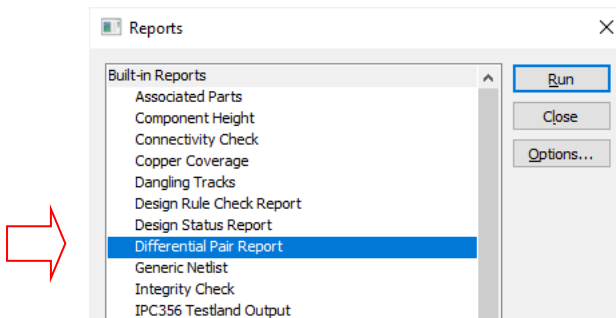 Reports
Built-in Reports
Associated Parts
Component Height
Connectivity Check
Copper Coverage
Dangling Tracks
Design Rule Check Report
Design Status Report
Differential Pair Report
Generic Netlist
Integrity Check
IPC356 Testland Output
Run
Close
Options...